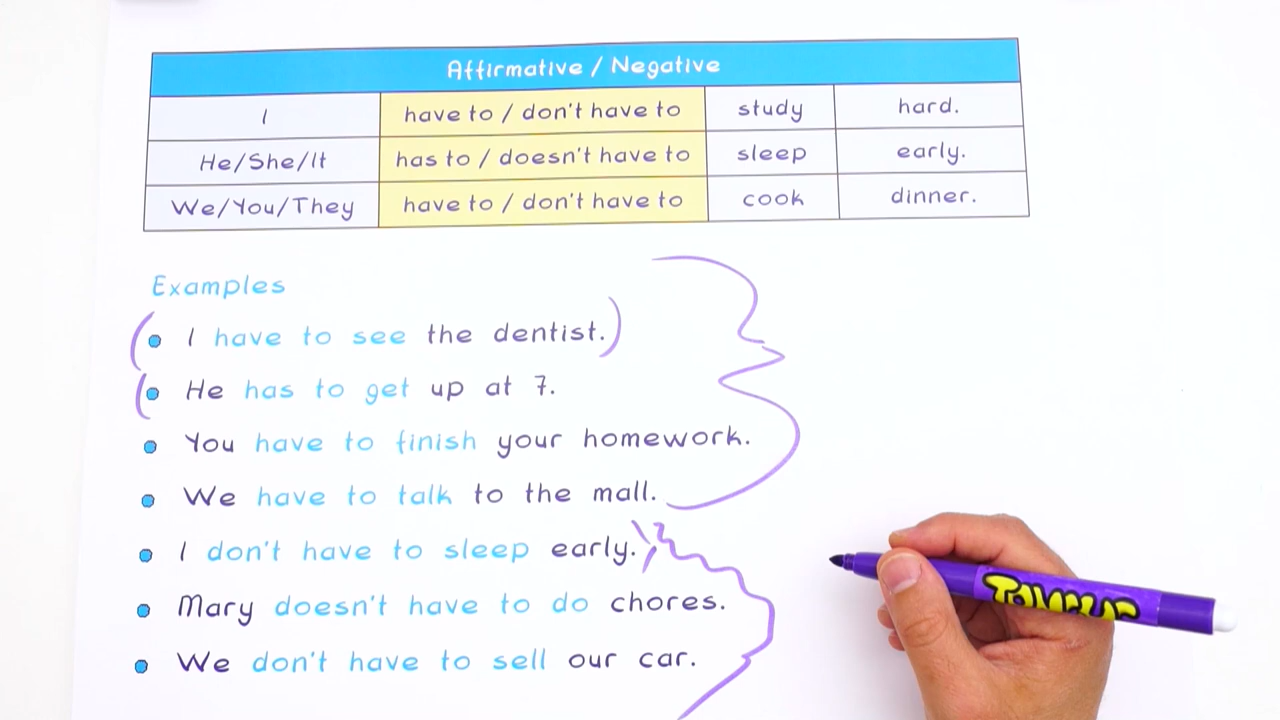 Affirmative / Negative
I have to / don't have to study hard.
He/She/It has to / doesn't have to sleep early.
We/You/They have to / don't have to cook dinner.
Examples
I have to see the dentist.
He has to get up at 7.
You have to finish your homework.
We have to talk to the mall.
I don't have to sleep early.
Mary doesn't have to do chores.
We don't have to sell our car.